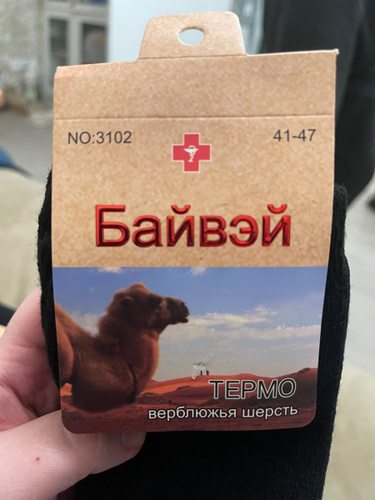 NO:3102 41-47
Байвэй
ТЕРМО
верблюжья шерсть